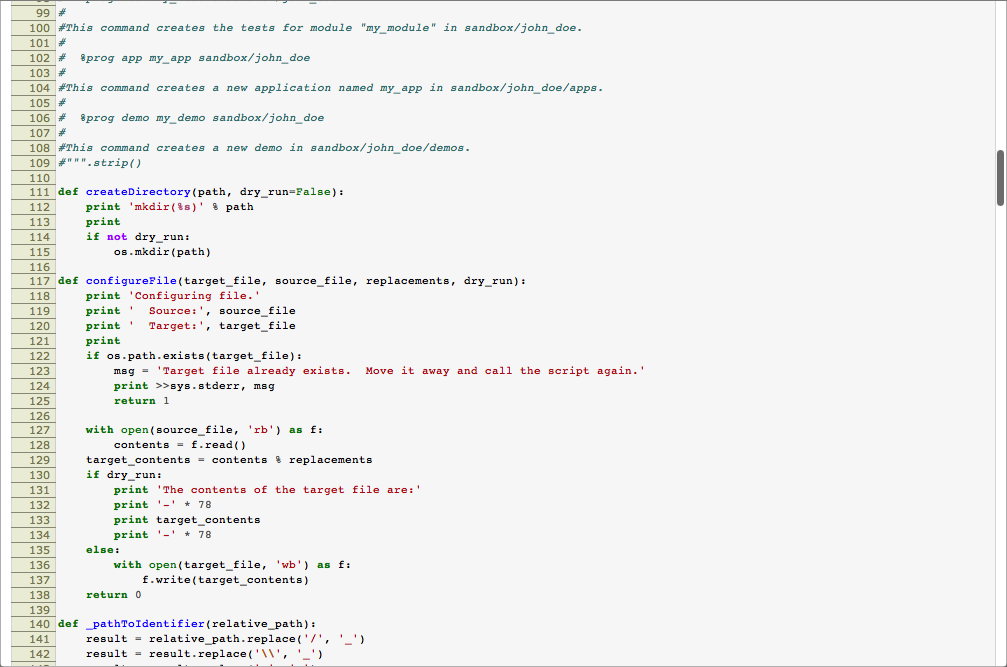 99 #
100 #This command creates the tests for module "my_module" in sandbox/john_doe.
101 #
102 #  %prog app my_app sandbox/john_doe
103 #
104 #This command creates a new application named my_app in sandbox/john_doe/apps.
105 #
106 #  %prog demo my_demo sandbox/john_doe
107 #
108 #This command creates a new demo in sandbox/john_doe/demos.
109 #""".strip()
110
111 def createDirectory(path, dry_run=False):
112     print 'mkdir(%s)' % path
113     print
114     if not dry_run:
115         os.mkdir(path)
116
117 def configureFile(target_file, source_file, replacements, dry_run):
118     print 'Configuring file.'
119     print '  Source:', source_file
120     print '  Target:', target_file
121     print
122     if os.path.exists(target_file):
123         msg = 'Target file already exists.  Move it away and call the script again.'
124         print >>sys.stderr, msg
125         return 1
126
127     with open(source_file, 'rb') as f:
128         contents = f.read()
129     target_contents = contents % replacements
130     if dry_run:
131         print 'The contents of the target file are:'
132         print '-' * 78
133         print target_contents
134         print '-' * 78
135     else:
136         with open(target_file, 'wb') as f:
137             f.write(target_contents)
138     return 0
139
140 def _pathToIdentifier(relative_path):
141     result = relative_path.replace('/', '_')
142     result = result.replace('\\', '_')